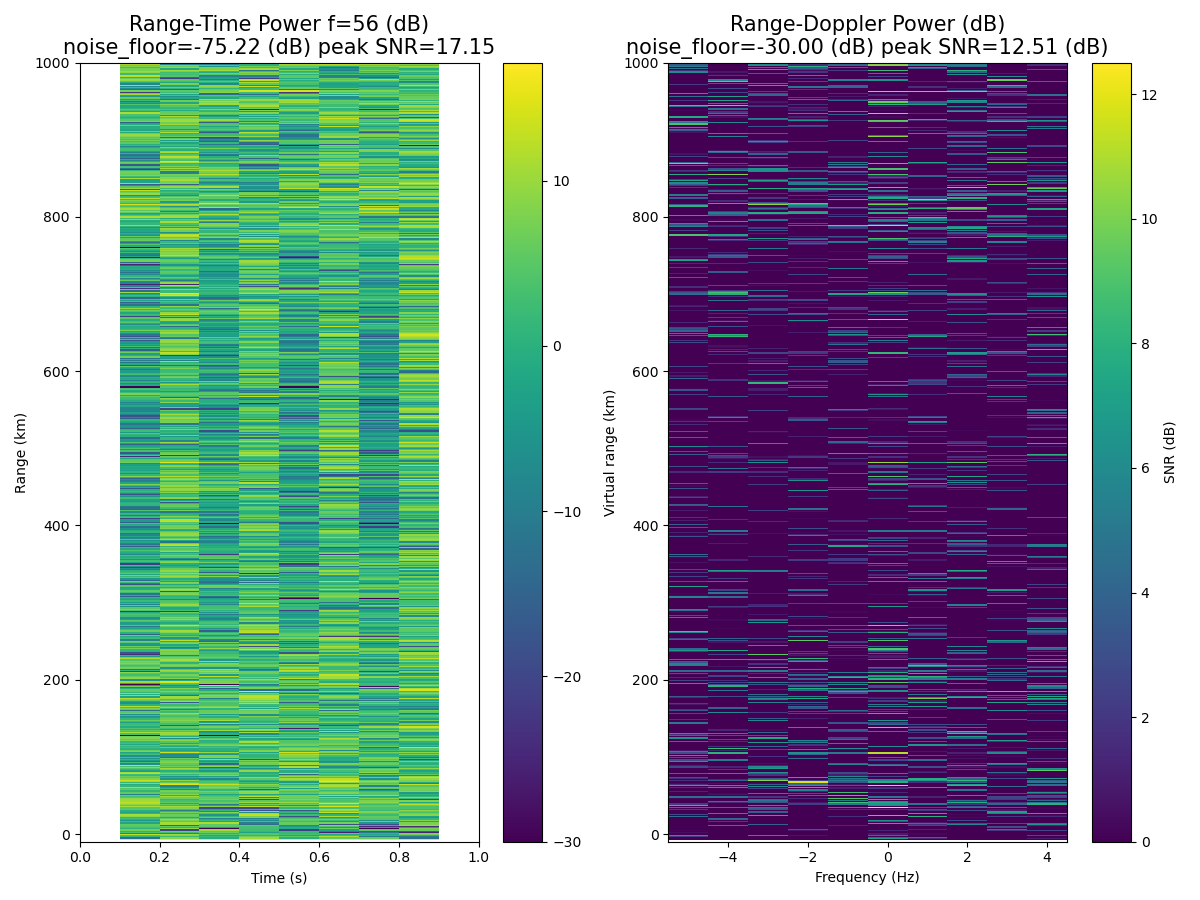 Range-Time Power f=56 (dB)
noise_floor=-75.22 (dB) peak SNR=17.15
Range-Doppler Power (dB)
noise_floor=-30.00 (dB) peak SNR=12.51 (dB)
1000
800
600
400
200
0
Range (km)
0.0 0.2 0.4 0.6 0.8 1.0
Time (s)
10
0
−10
−20
−30
1000
800
600
400
200
0
Virtual range (km)
−4 −2 0 2 4
Frequency (Hz)
12
10
8
6
4
2
0
SNR (dB)